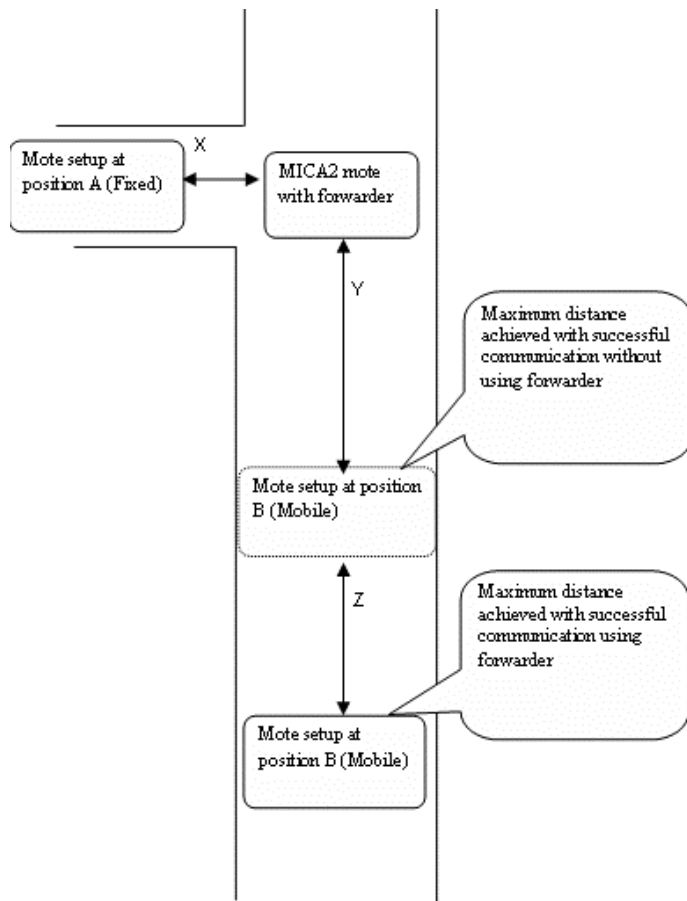 X
Mote setup at
position A (Fixed)
MICA2 mote
with forwarder
Y
Maximum distance
achieved with successful
communication without
using forwarder
Mote setup at position
B (Mobile)
Z
Maximum distance
achieved with successful
communication using
forwarder
Mote setup at
position B (Mobile)